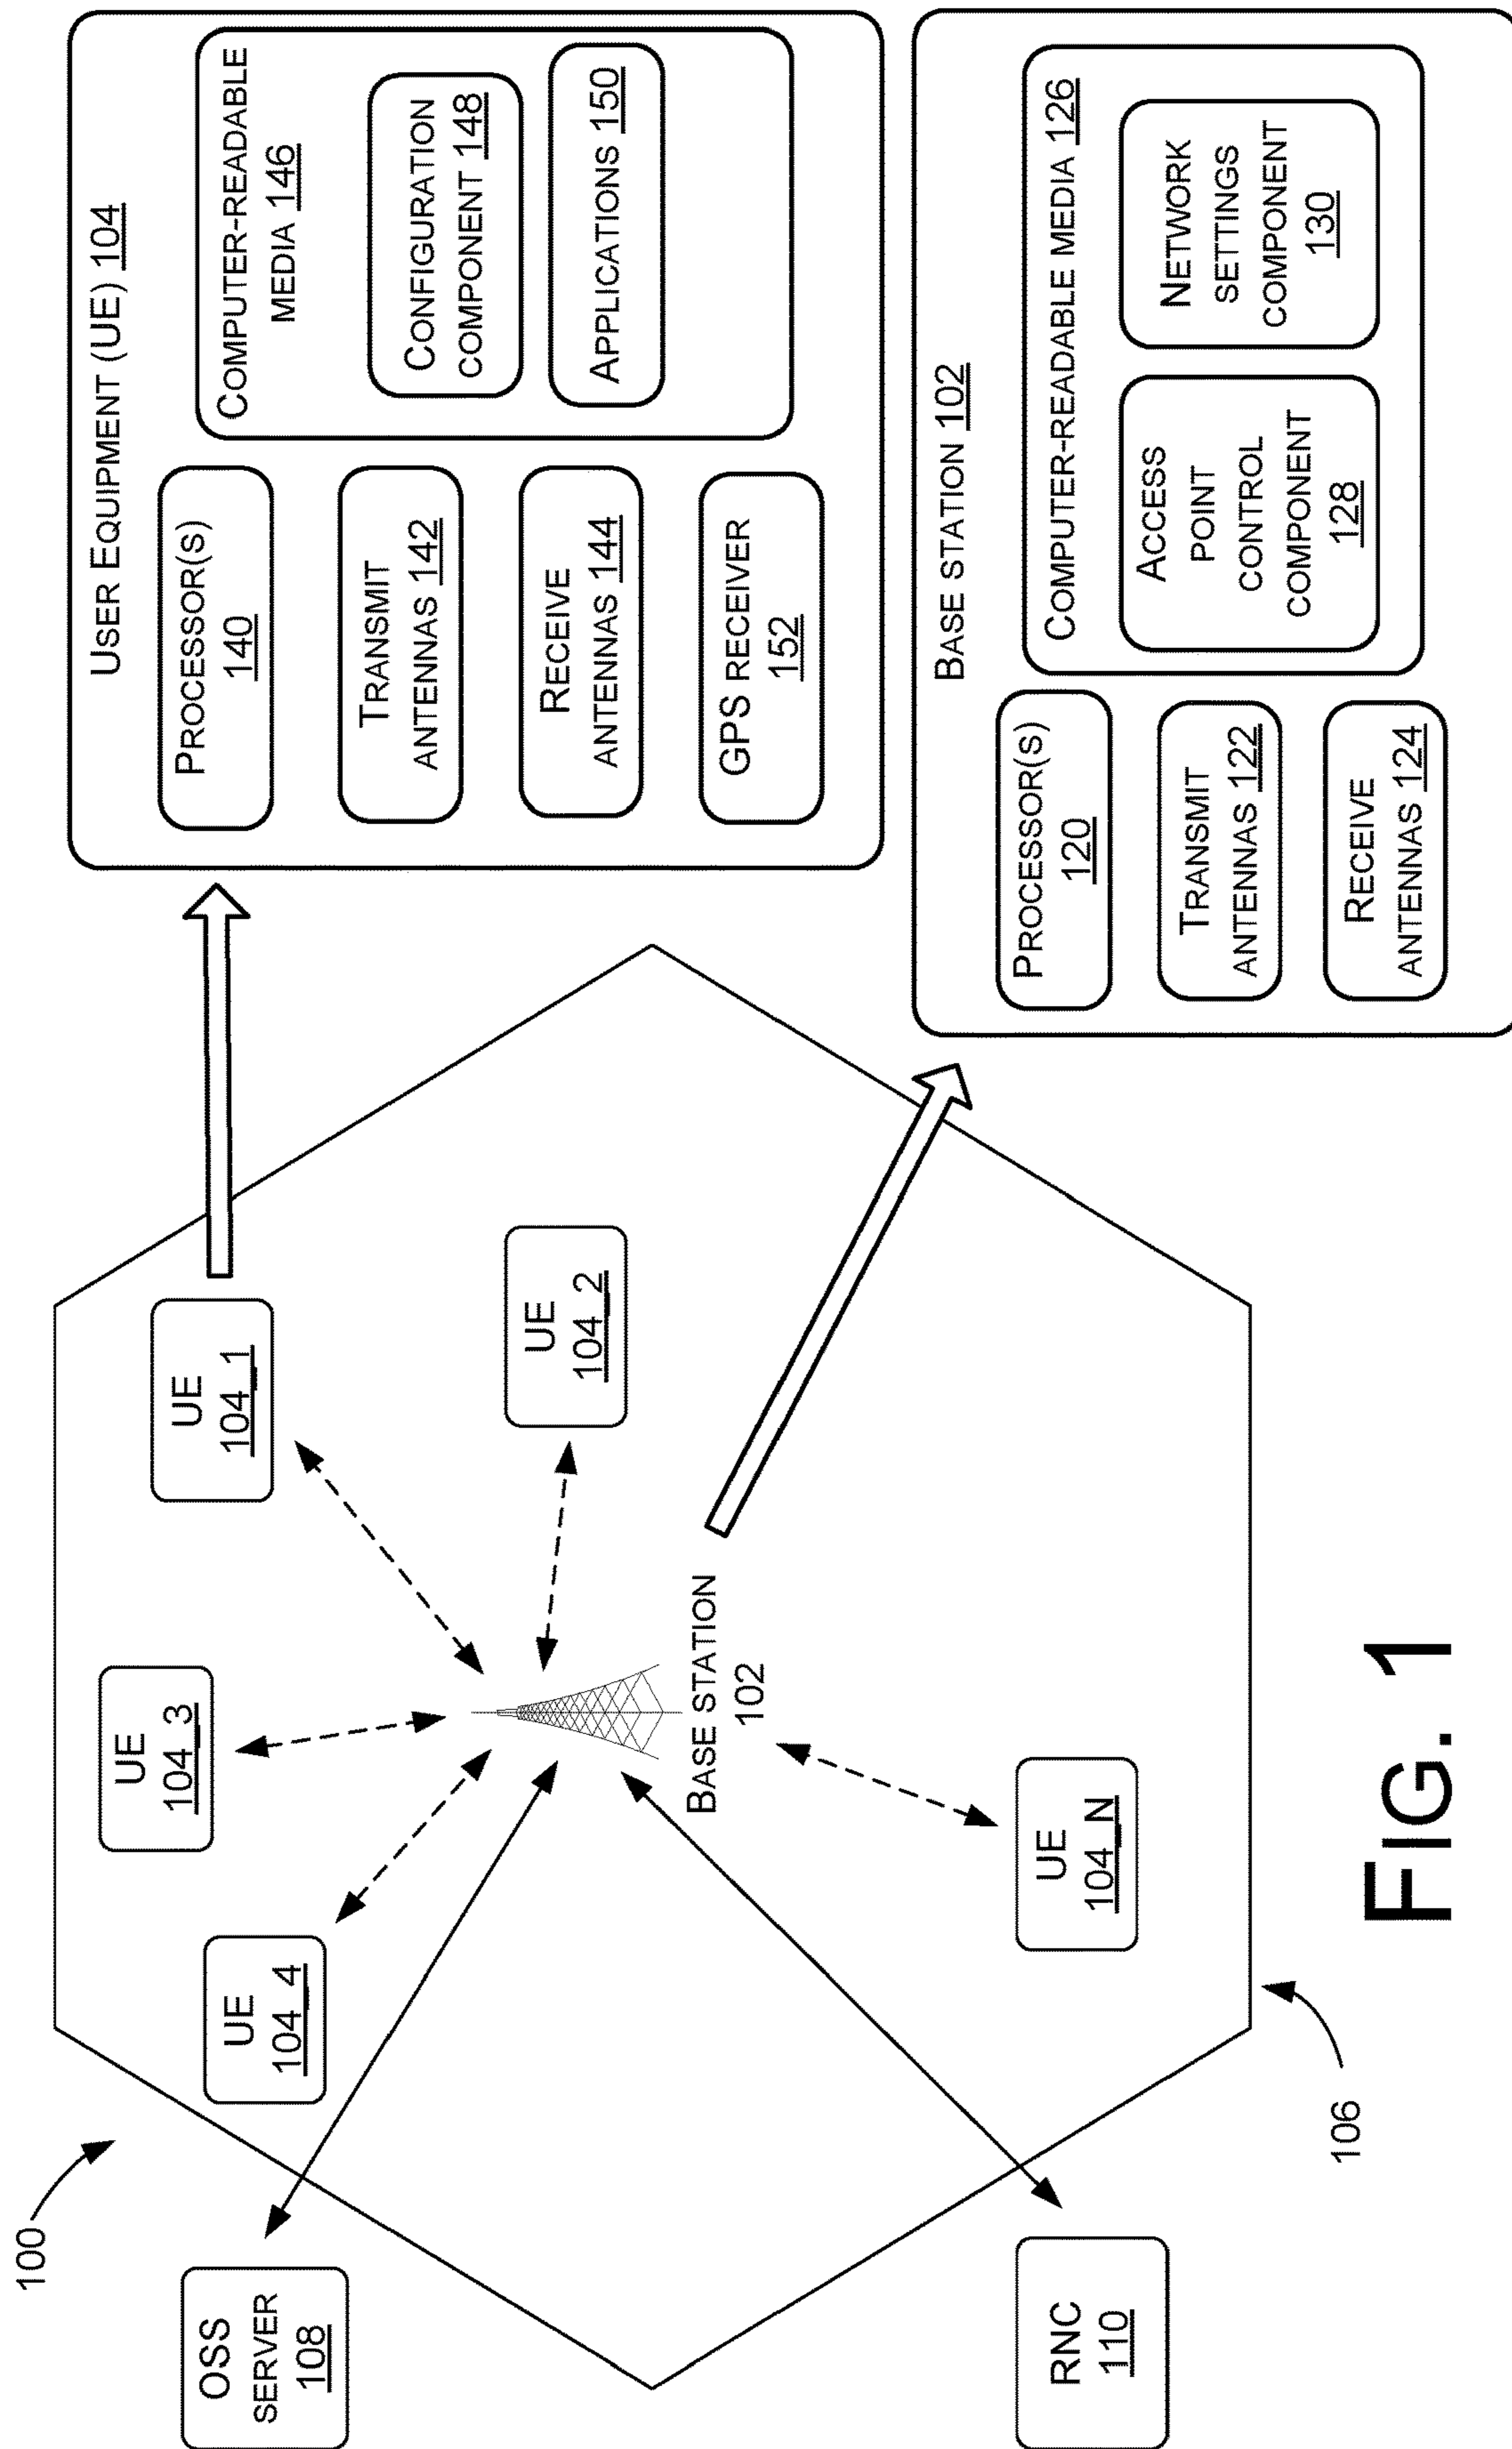 100
OSS
SERVER
108
RNC
110
UE
104_4
UE
104_3
UE
104_1
UE
104_2
UE
104_N
BASE STATION
102
106
USER EQUIPMENT (UE) 104
PROCESSOR(S)
140
TRANSMIT
ANTENNAS 142
RECEIVE
ANTENNAS 144
GPS RECEIVER
152
COMPUTER-READABLE
MEDIA 146
CONFIGURATION
COMPONENT 148
APPLICATIONS 150
BASE STATION 102
PROCESSOR(S)
120
TRANSMIT
ANTENNAS 122
RECEIVE
ANTENNAS 124
COMPUTER-READABLE MEDIA 126
ACCESS
POINT
CONTROL
COMPONENT
128
NETWORK
SETTINGS
COMPONENT
130
FIG. 1